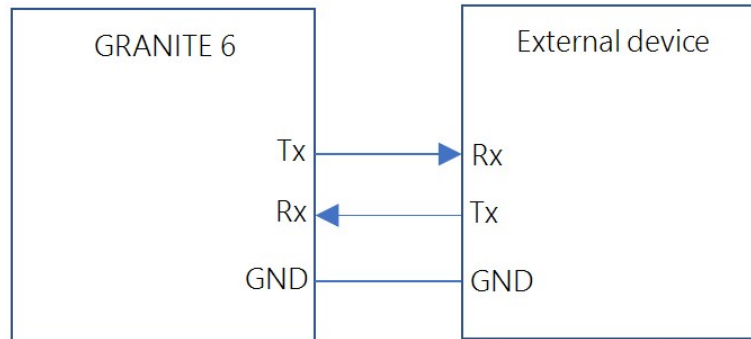 GRANITE 6
External device
Tx
Rx
Rx
Tx
GND
GND